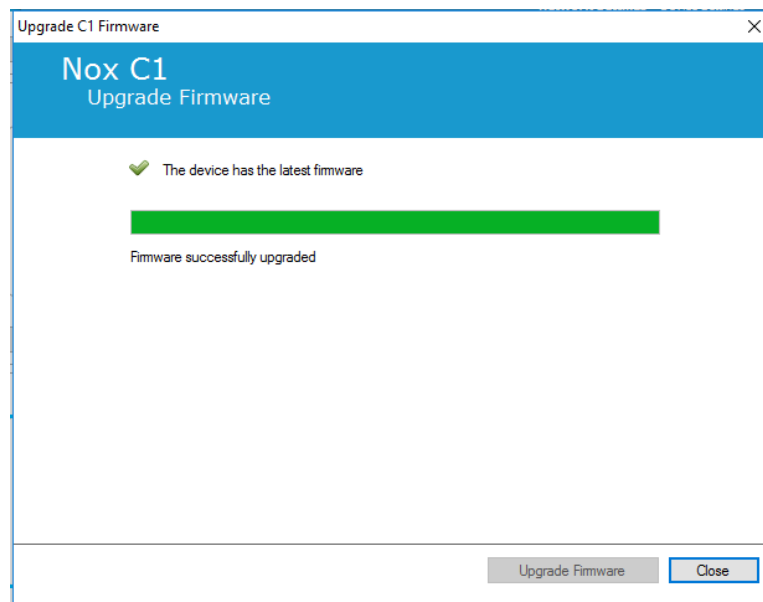 Upgrade C1 Firmware
Nox C1
Upgrade Firmware
The device has the latest firmware
Firmware successfully upgraded
Upgrade Firmware
Close